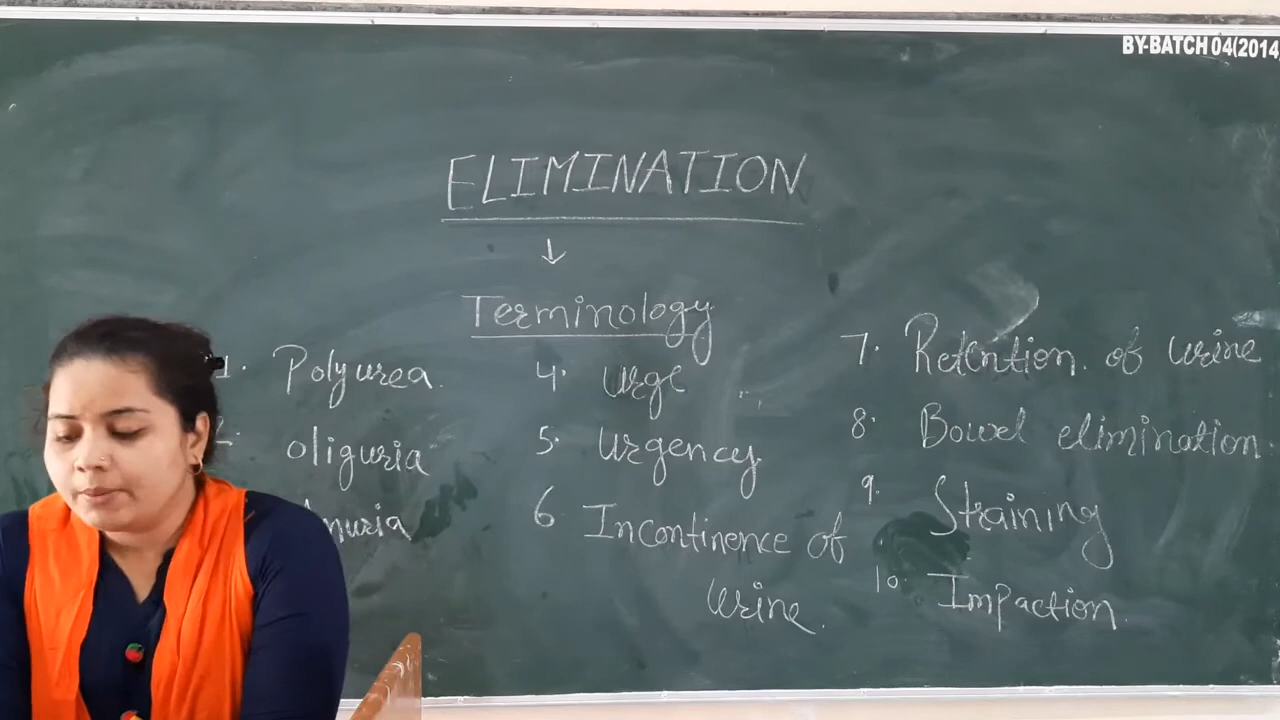 BY-BATCH 04(2014
ELIMINATION
↓
Terminology
1. Polyurea.
2. oliguria
Anuria
4. Urge
5. Urgency
6 Incontinence of
Urine.
7. Retention. of Urine
8. Bowel elimination.
9. Straining
10. Impaction.